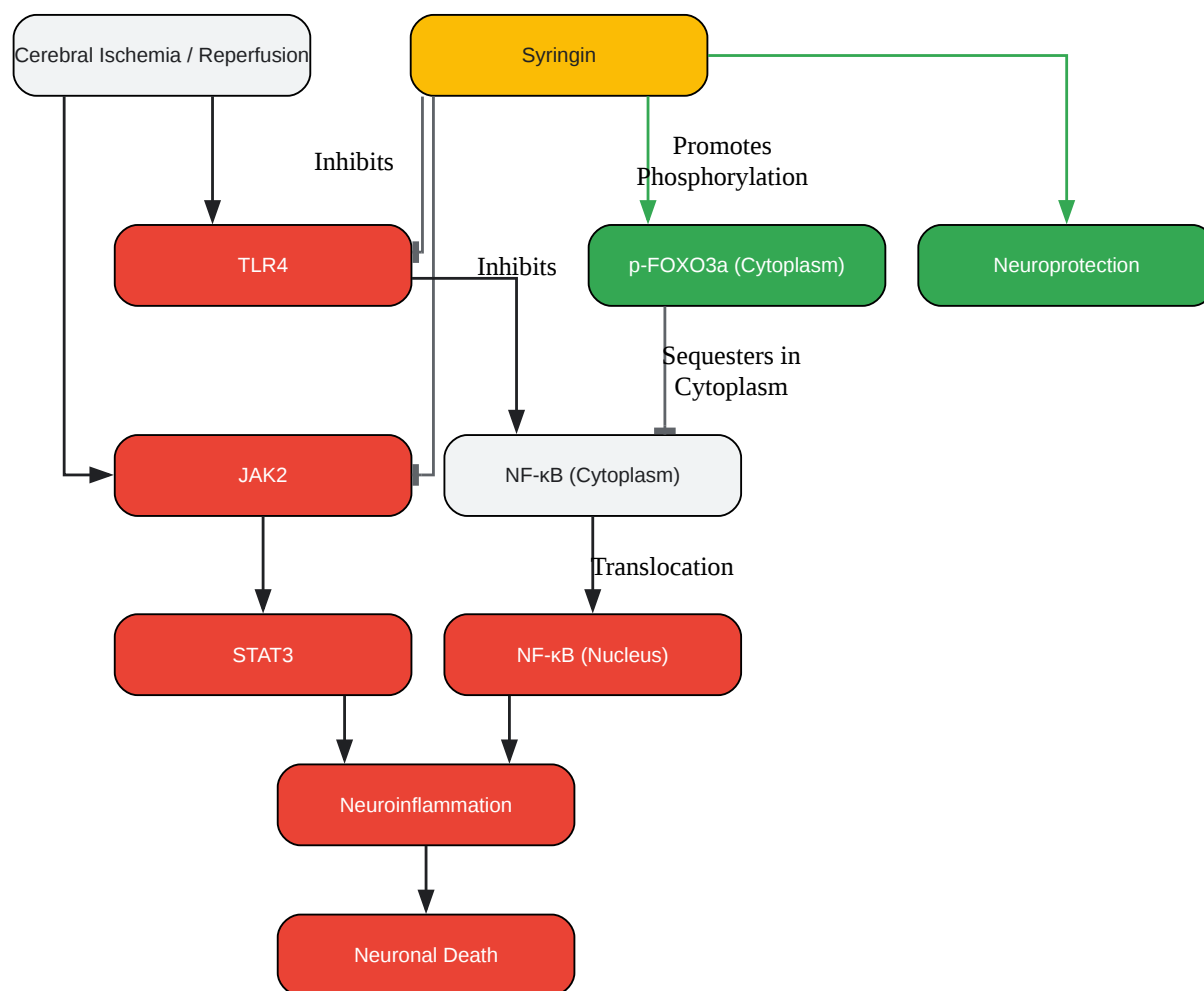 Cerebral Ischemia / Reperfusion
Syringin
Inhibits
Promotes
Phosphorylation
TLR4
Inhibits
p-FOXO3a (Cytoplasm)
Neuroprotection
Sequesters in
Cytoplasm
JAK2
NF-κB (Cytoplasm)
Translocation
STAT3
NF-κB (Nucleus)
Neuroinflammation
Neuronal Death